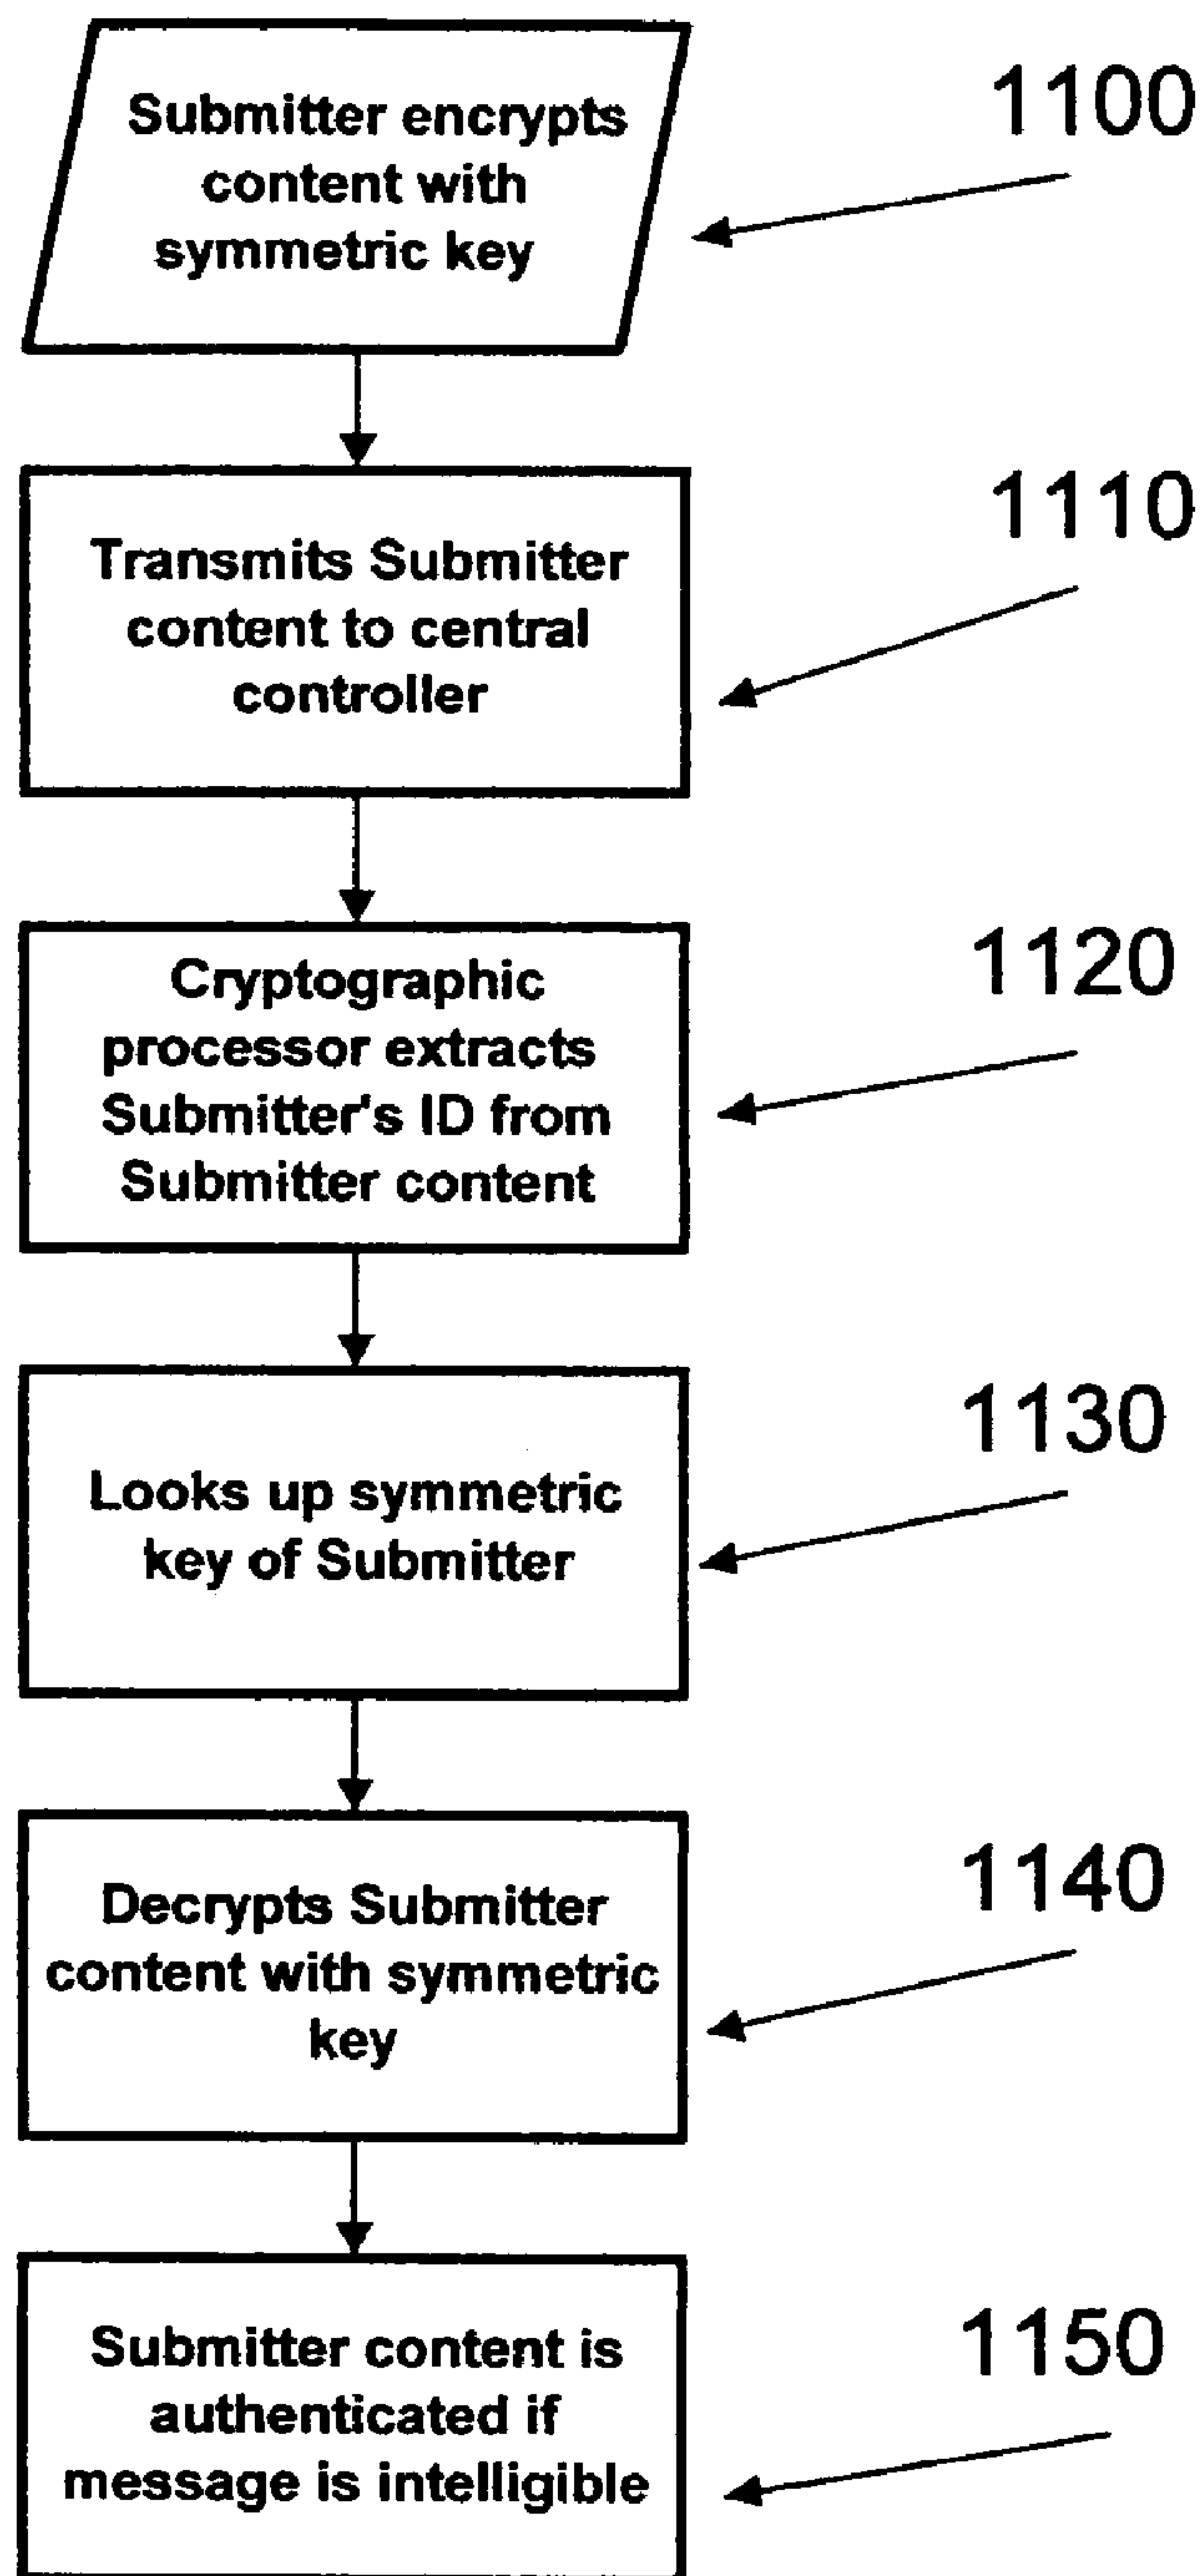 Submitter encrypts
content with
symmetric key
1100
Transmits Submitter
content to central
controller
1110
Cryptographic
processor extracts
Submitter's ID from
Submitter content
1120
Looks up symmetric
key of Submitter
1130
Decrypts Submitter
content with symmetric
key
1140
Submitter content is
authenticated if
message is intelligible
1150